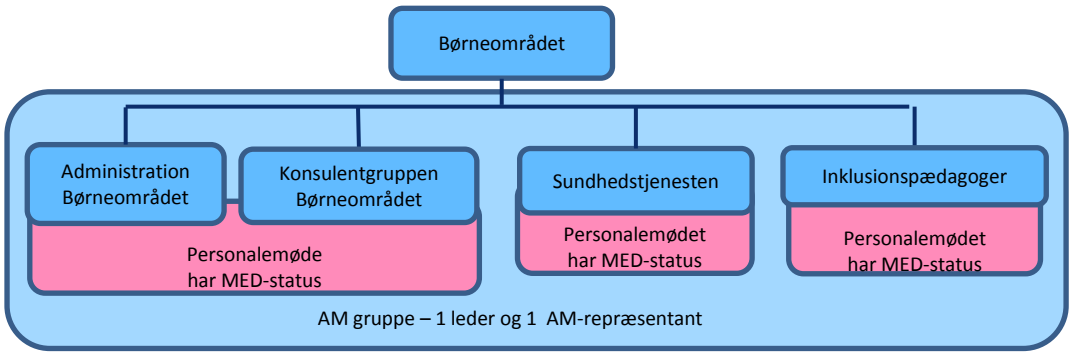 Børneområdet
Administration
Børneområdet
Konsulentgruppen
Børneområdet
Sundhedstjenesten
Inklusionspædagoger
Personalemøde
har MED-status
Personalemødet
har MED-status
Personalemødet
har MED-status
AM gruppe – 1 leder og 1 AM-repræsentant